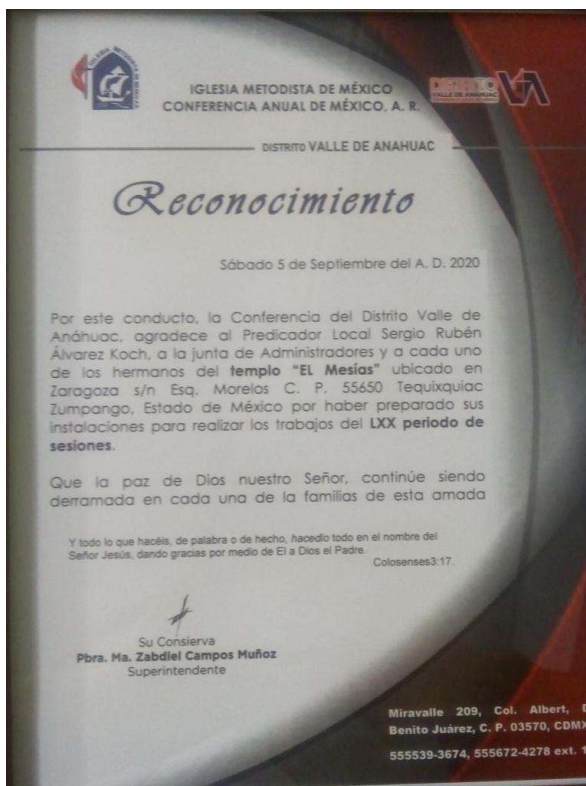 IGLESIA METODISTA DE MÉXICO
CONFERENCIA ANUAL DE MÉXICO, A. R.
DISTRITO
VALLE DE ANAHUAC
VA
DISTRITO VALLE DE ANAHUAC
Reconocimiento
Sábado 5 de Septiembre del A. D. 2020
Por este conducto, la Conferencia del Distrito Valle de
Anáhuac, agradece al Predicador Local Sergio Rubén
Álvarez Koch, a la junta de Administradores y a cada uno
de los hermanos del templo "EL Mesías" ubicado en
Zaragoza s/n Esq. Morelos C. P. 55650 Tequixquiac
Zumpango, Estado de México por haber preparado sus
instalaciones para realizar los trabajos del LXX periodo de
sesiones.
Que la paz de Dios nuestro Señor, continúe siendo
derramada en cada una de la familias de esta amada
Y todo lo que hacéis, de palabra o de hecho, hacedlo todo en el nombre del
Señor Jesús, dando gracias por medio de El a Dios el Padre.
Colosenses3:17.
Su Consierva
Pbra. Ma. Zabdiel Campos Muñoz
Superintendente
Miravalle 209, Col. Albert, D
Benito Juárez, C. P. 03570, CDMX
555539-3674, 555672-4278 ext. 1